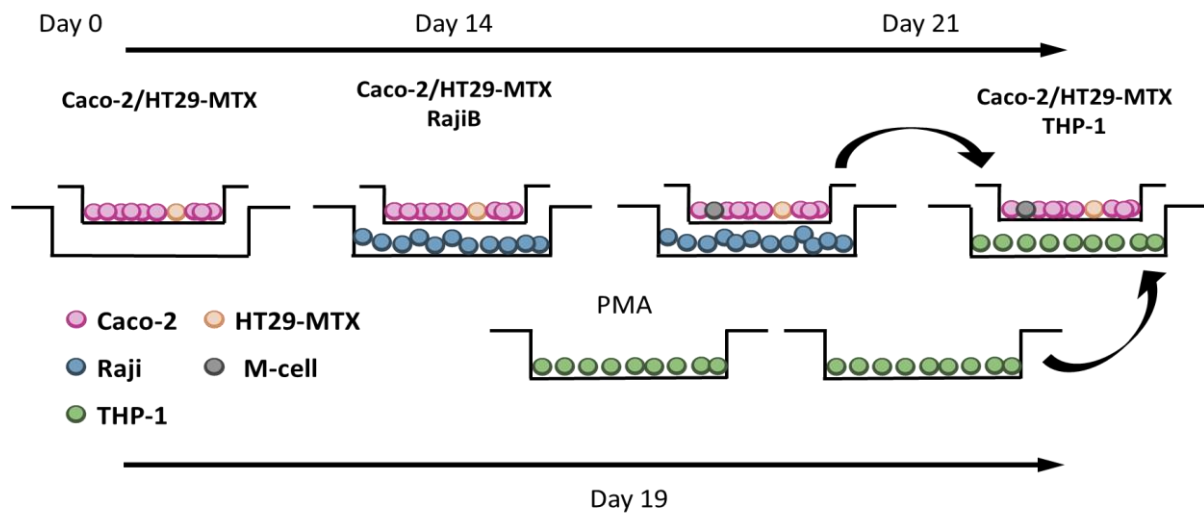 Day 0
Day 14
Day 21
Caco-2/HT29-MTX
Caco-2/HT29-MTX
RajiB
Caco-2/HT29-MTX
THP-1
PMA
Caco-2
HT29-MTX
Raji
M-cell
THP-1
Day 19